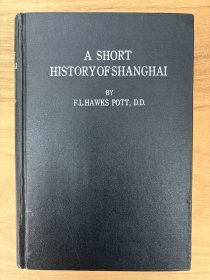 A SHORT
HISTORY OF SHANGHAI
BY
F.L.HAWKS POTT, D.D.